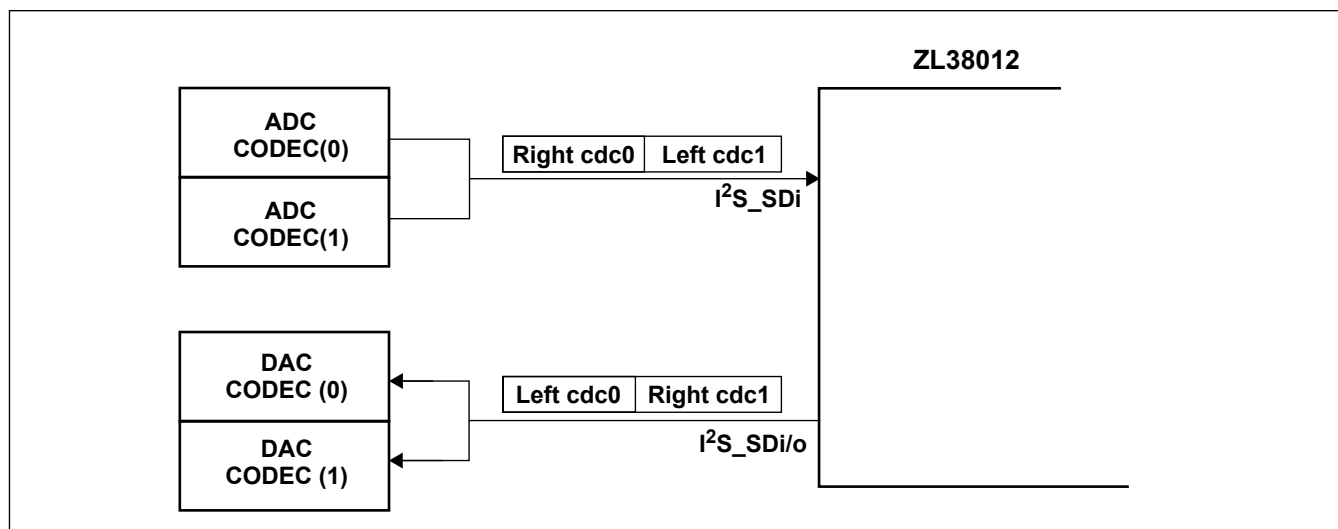 ZL38012
ADC
CODEC(0)
ADC
CODEC(1)
Right cdc0 Left cdc1
I²S_SDi
DAC
CODEC (0)
DAC
CODEC (1)
Left cdc0 Right cdc1
I²S_SDi/o